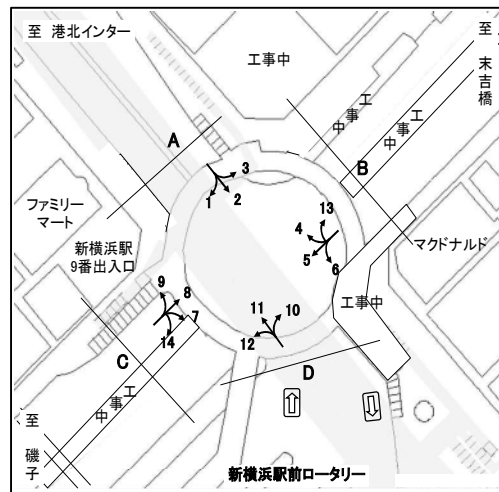 至 港北インター
工事中
至 末吉橋
工事中
工事中
A
B
3
1
2
ファミリーマート
13
4
5
6
マクドナルド
新横浜駅
9番出入口
9
8
7
14
11
10
12
工事中
C
D
工事中
至 磯子
新横浜駅前ロータリー